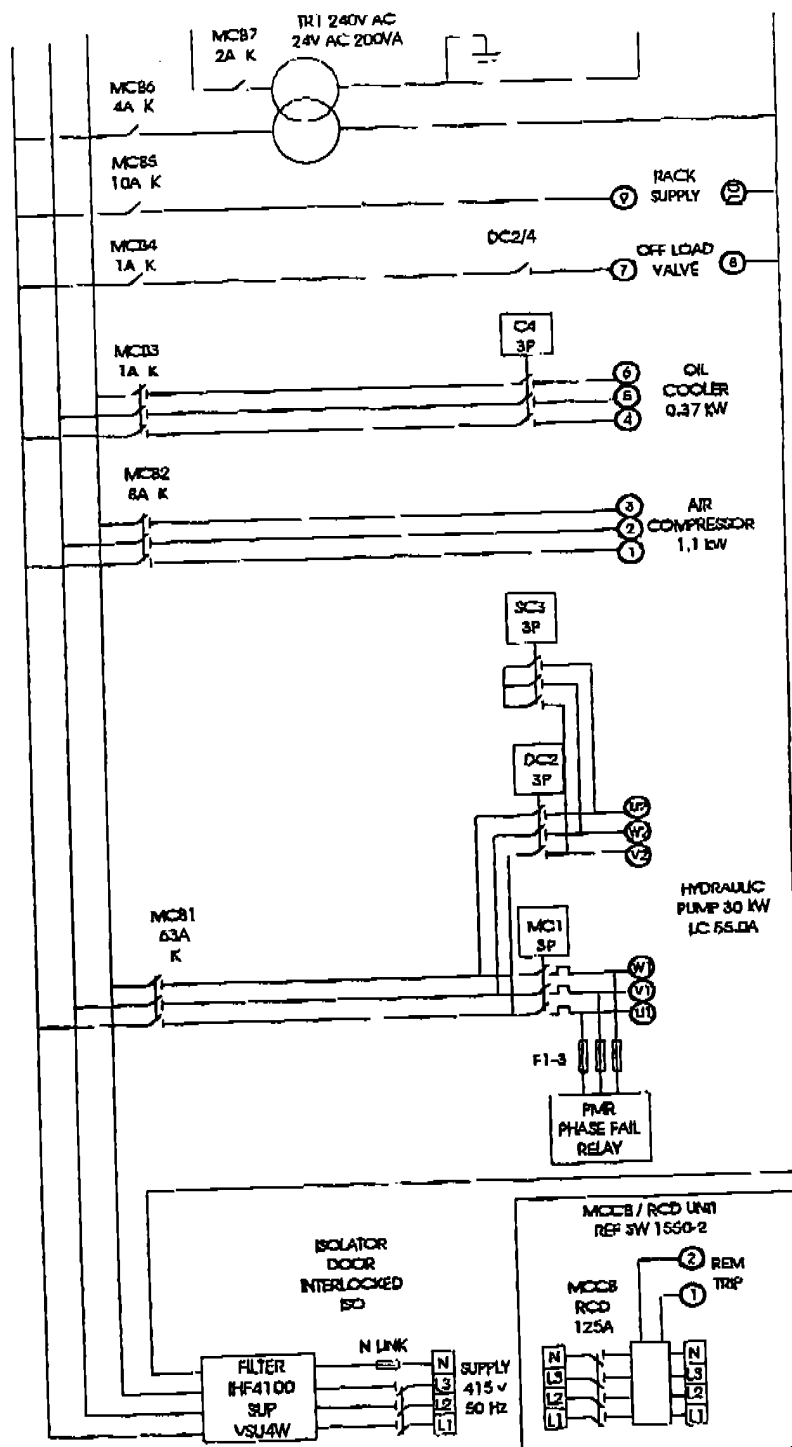 MCB7
2A K
TR1 240V AC
24V AC 200VA
MCB6
4A K
MCB5
10A K
9
RACK
SUPPLY
10
MCB4
1A K
DC2/4
7
OFF LOAD
VALVE
8
C4
3P
MCB3
1A K
6
5
4
OIL
COOLER
0.37 KW
MCB2
6A K
3
2
1
AIR
COMPRESSOR
1,1 kW
SC3
3P
DC2
3P
U2
W2
V2
HYDRAULIC
PUMP 30 KW
LC 55.0A
MCB1
63A
K
MC1
3P
W1
V1
U1
F1-3
PMR
PHASE FAIL
RELAY
MCCB / RCD UNIT
REF SW 1550-2
ISOLATOR
DOOR
INTERLOCKED
ISO
MCCB
RCD
125A
2
1
REM
TRIP
N LINK
FILTER
IHF4100
SUP
VSU4W
N
L3
L2
L1
SUPPLY
415 v
50 Hz
N
L3
L2
L1
N
L3
L2
L1